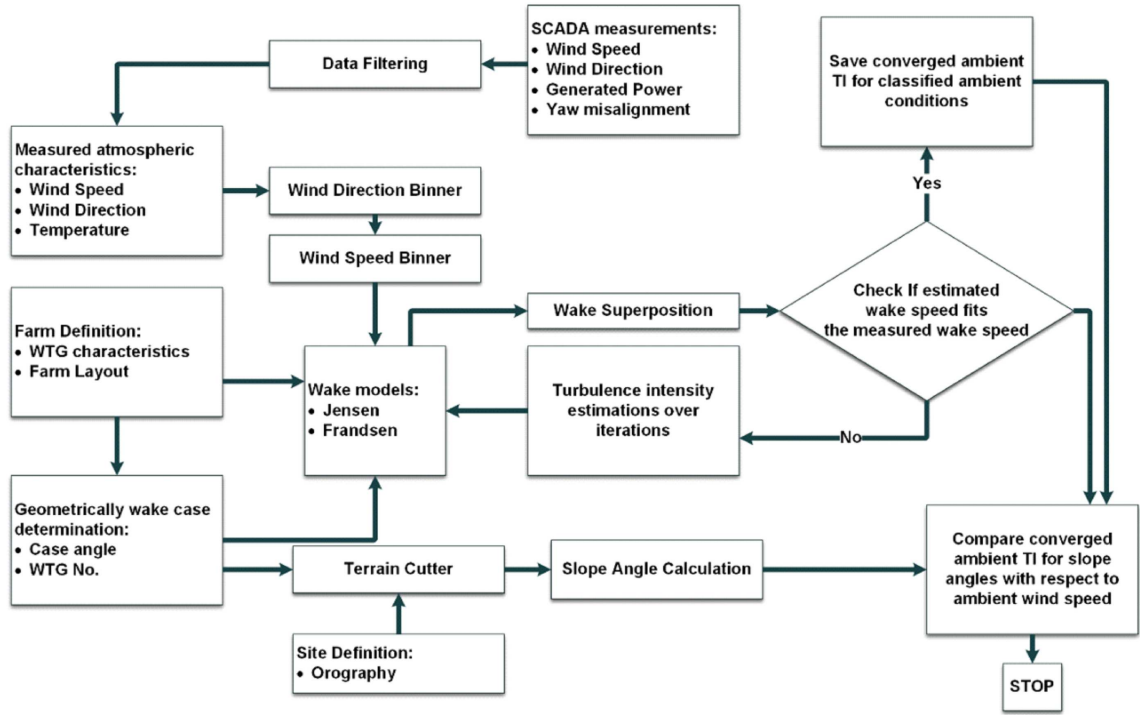 SCADA measurements:
• Wind Speed
• Wind Direction
• Generated Power
• Yaw misalignment
Data Filtering
Measured atmospheric
characteristics:
• Wind Speed
• Wind Direction
• Temperature
Wind Direction Binner
Wind Speed Binner
Farm Definition:
• WTG characteristics
• Farm Layout
Geometrically wake case
determination:
• Case angle
• WTG No.
Wake models:
• Jensen
• Frandsen
Wake Superposition
Turbulence intensity
estimations over
iterations
Check If estimated
wake speed fits
the measured wake speed
Yes
No
Save converged ambient
TI for classified ambient
conditions
Terrain Cutter
Site Definition:
• Orography
Slope Angle Calculation
Compare converged
ambient TI for slope
angles with respect to
ambient wind speed
STOP